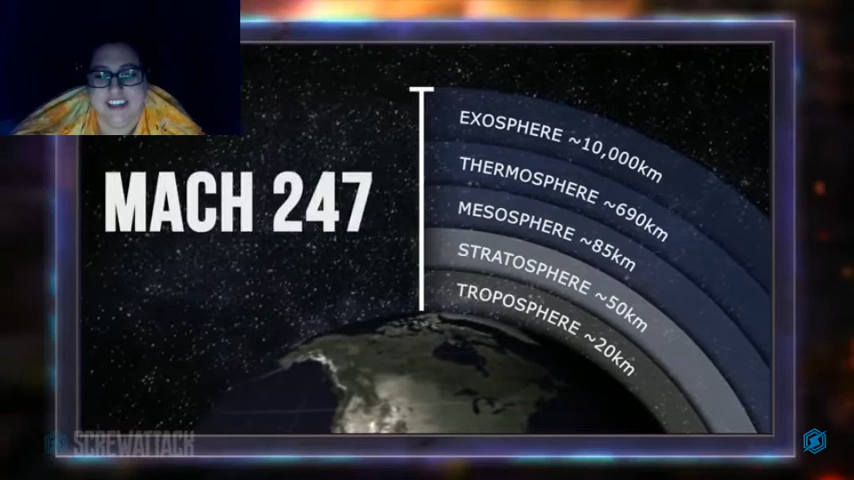 MACH 247
EXOSPHERE ~10,000km
THERMOSPHERE ~690km
MESOSPHERE ~85km
STRATOSPHERE ~50km
TROPOSPHERE ~20km
SCREWATTACK